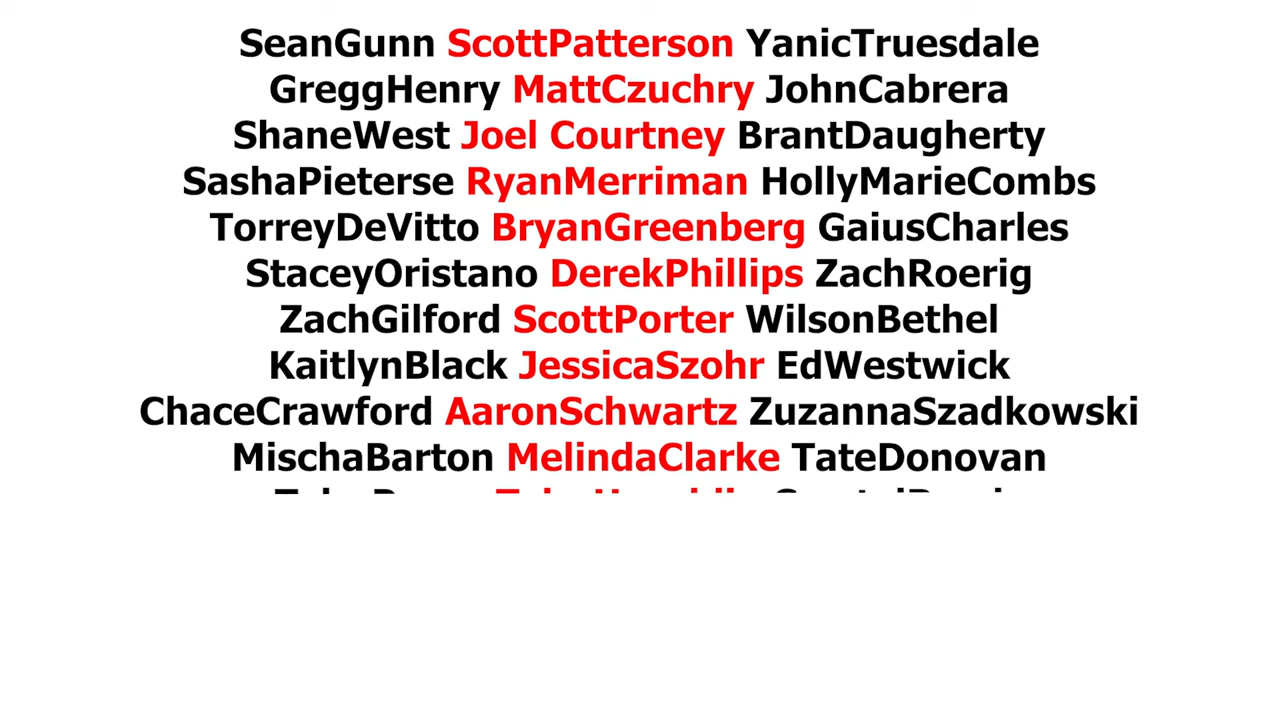 SeanGunn ScottPatterson YanicTruesdale
GreggHenry MattCzuchry JohnCabrera
ShaneWest Joel Courtney BrantDaugherty
SashaPieterse RyanMerriman HollyMarieCombs
TorreyDeVitto BryanGreenberg GaiusCharles
StaceyOristano DerekPhillips ZachRoerig
ZachGilford ScottPorter WilsonBethel
KaitlynBlack JessicaSzohr EdWestwick
ChaceCrawford AaronSchwartz ZuzannaSzadkowski
MischaBarton MelindaClarke TateDonovan